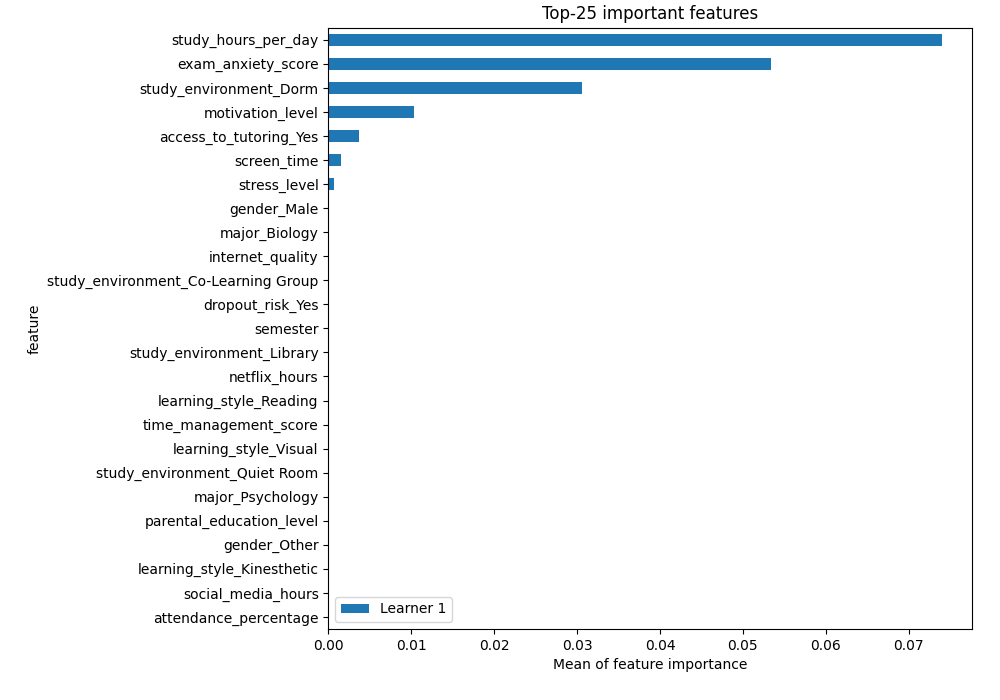 Top-25 important features
study_hours_per_day
exam_anxiety_score
study_environment_Dorm
motivation_level
access_to_tutoring_Yes
screen_time
stress_level
gender_Male
major_Biology
internet_quality
study_environment_Co-Learning Group
dropout_risk_Yes
semester
study_environment_Library
netflix_hours
learning_style_Reading
time_management_score
learning_style_Visual
study_environment_Quiet Room
major_Psychology
parental_education_level
gender_Other
learning_style_Kinesthetic
social_media_hours
attendance_percentage
feature
Learner 1
0.00 0.01 0.02 0.03 0.04 0.05 0.06 0.07
Mean of feature importance